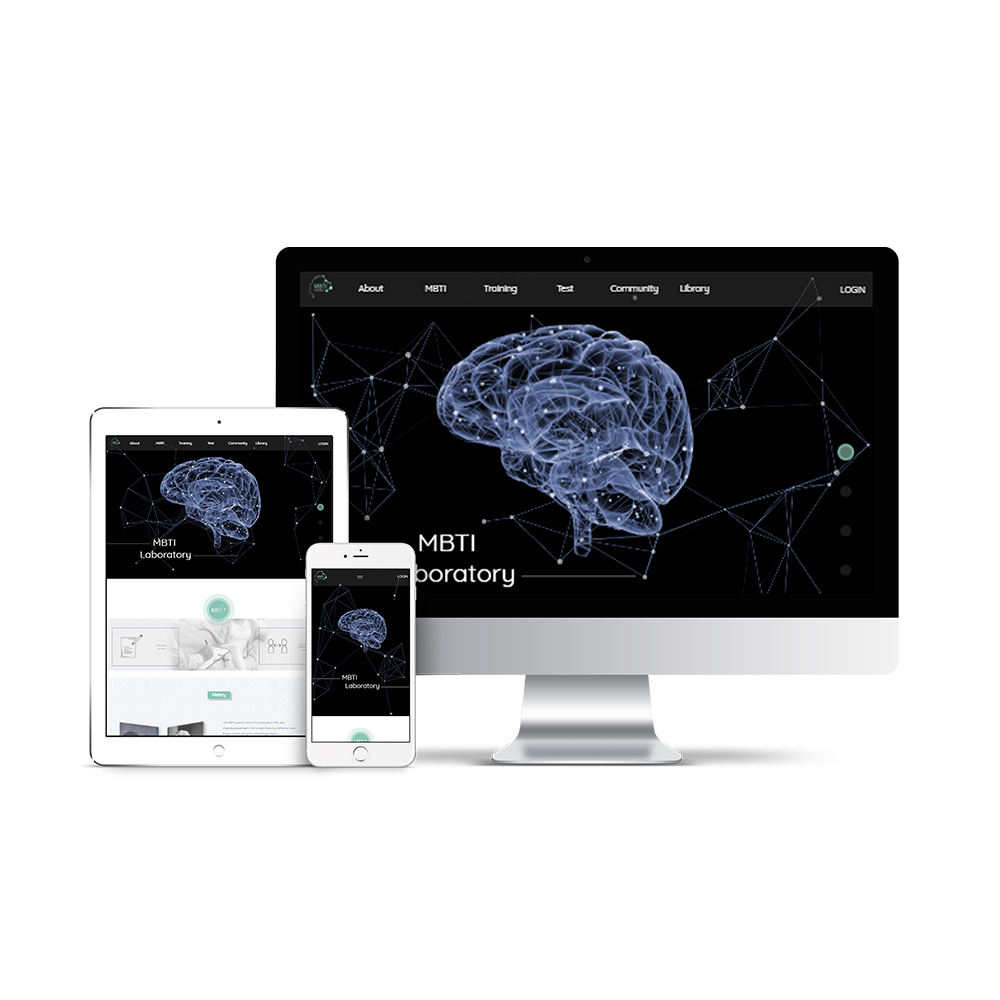 MBTI
About MBTI Training Test Community Library LOGIN
MBTI
boratory
About MBTI Training Test Community Library LOGIN
MBTI
Laboratory
MBTI ?
History
LOGIN
MBTI
Laboratory